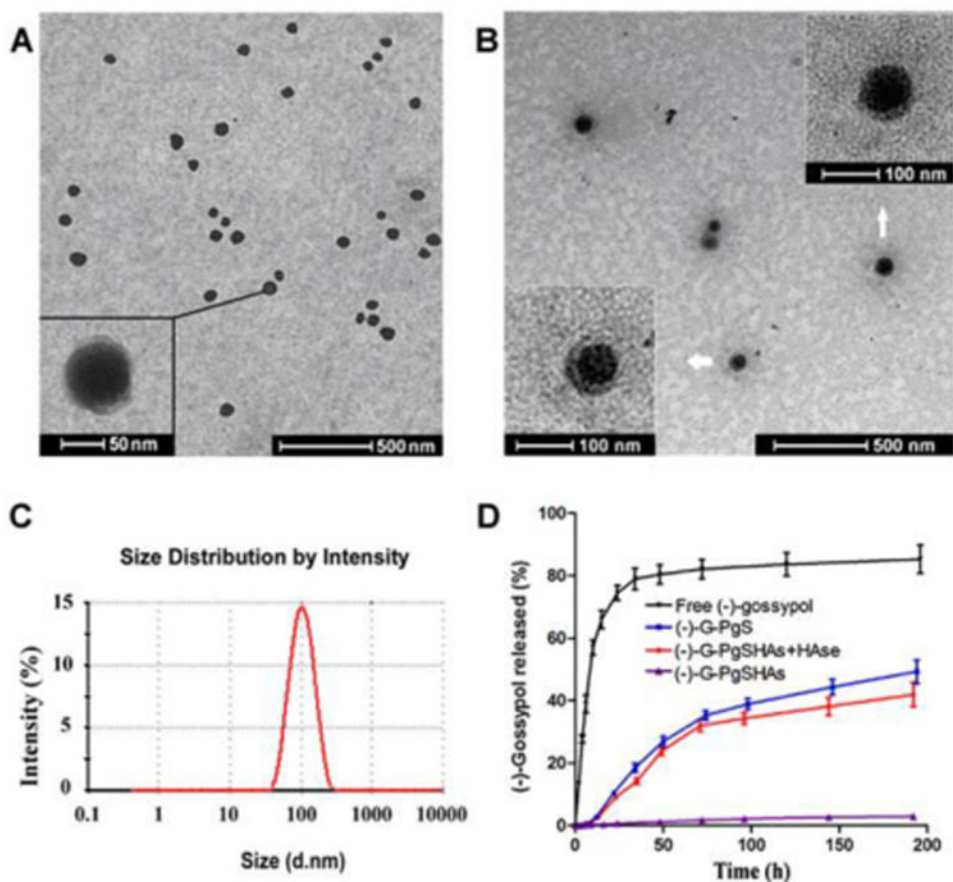 A
50 nm
500 nm
B
100 nm
100 nm
500 nm
C
Size Distribution by Intensity
Intensity (%)
15
10
5
0
0.1 1 10 100 1000 10000
Size (d.nm)
D
(-)-Gossypol released (%)
100
80
60
40
20
0
Free (-)-gossypol
(-)-G-PgS
(-)-G-PgSHAs+HAse
(-)-G-PgSHAs
0 50 100 150 200
Time (h)